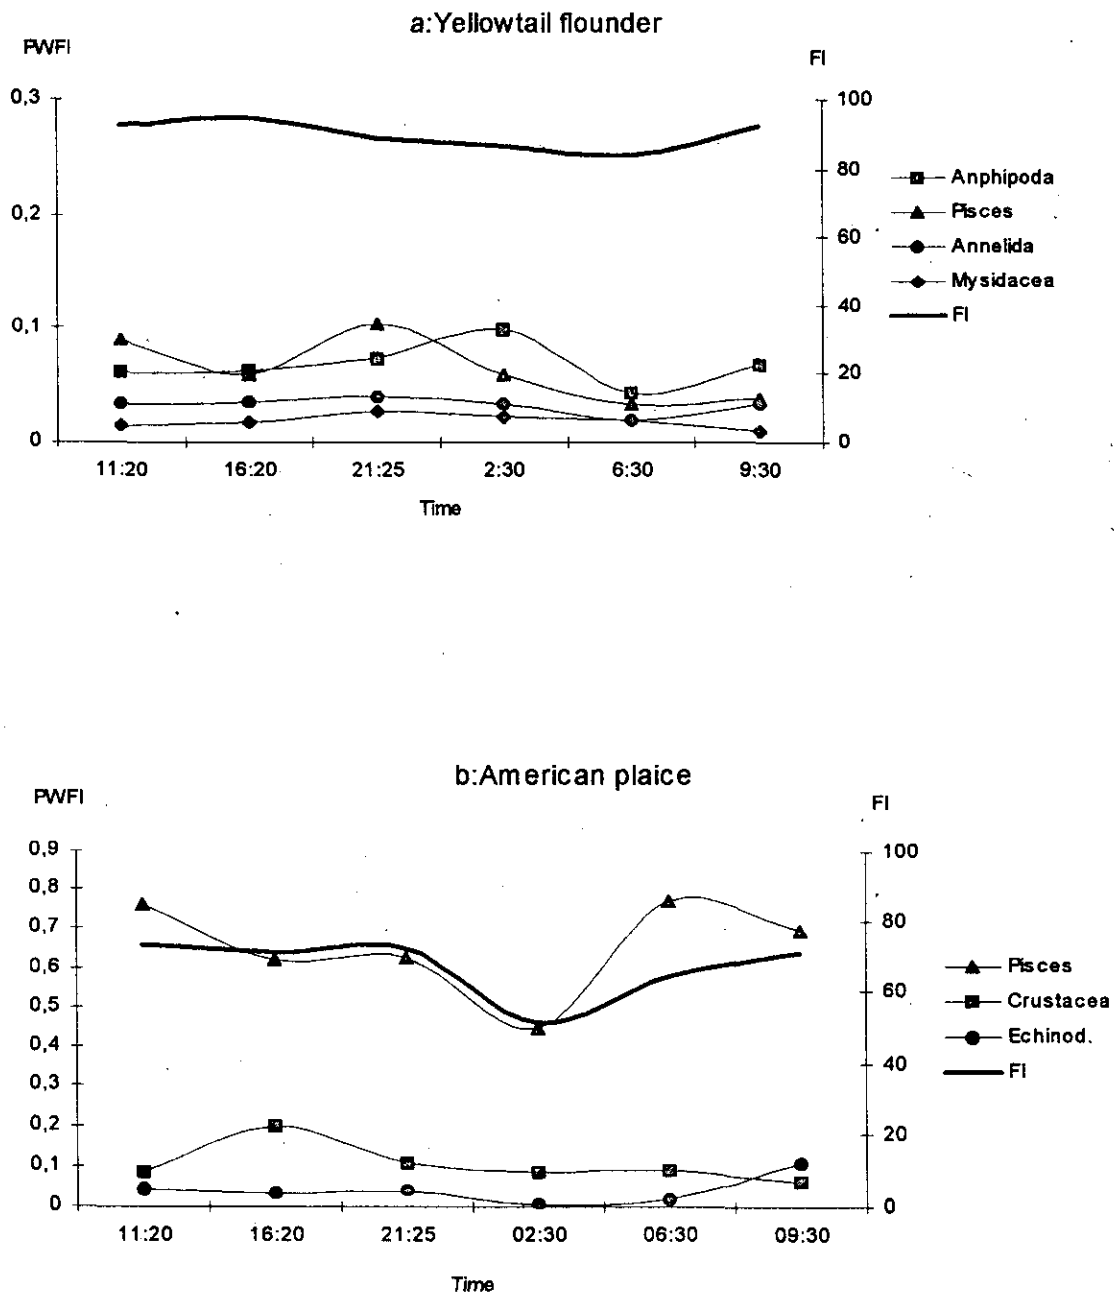 a:Yellowtail flounder
PWFI
FI
0,3
0,2
0,1
0
100
80
60
40
20
0
Anphipoda
Pisces
Annelida
Mysidacea
FI
11:20 16:20 21:25 2:30 6:30 9:30
Time
b:American plaice
PWFI
FI
0,9
0,8
0,7
0,6
0,5
0,4
0,3
0,2
0,1
0
100
80
60
40
20
0
Pisces
Crustacea
Echinod.
FI
11:20 16:20 21:25 02:30 06:30 09:30
Time